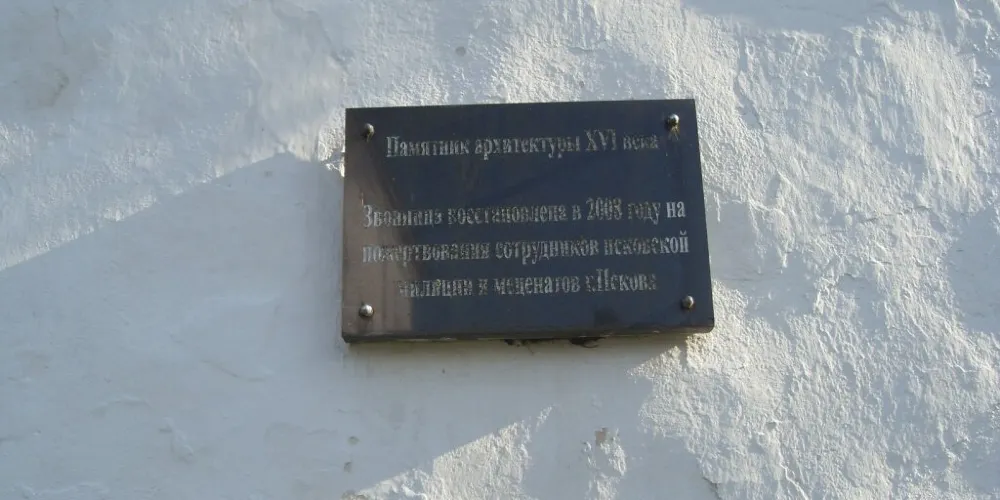 Памятник архитектуры XVI века
Звонница восстановлена в 2008 году на
пожертвования сотрудников псковской
милиции и меценатов г.Пскова